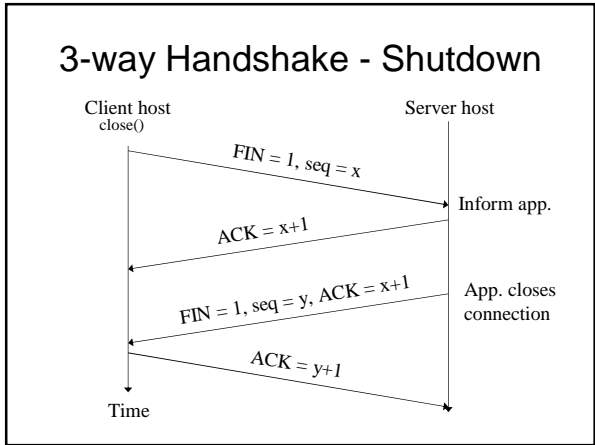 3-way Handshake - Shutdown
Client host
close()
Server host
FIN = 1, seq = x
Inform app.
ACK = x+1
FIN = 1, seq = y, ACK = x+1
App. closes
connection
ACK = y+1
Time